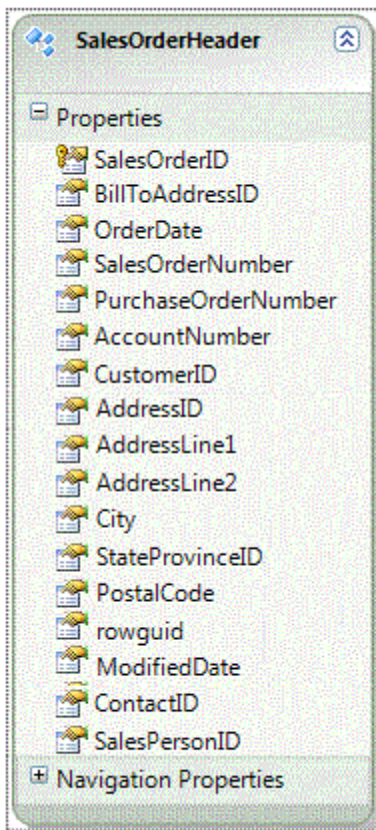 SalesOrderHeader
Properties
SalesOrderID
BillToAddressID
OrderDate
SalesOrderNumber
PurchaseOrderNumber
AccountNumber
CustomerID
AddressID
AddressLine1
AddressLine2
City
StateProvinceID
PostalCode
rowguid
ModifiedDate
ContactID
SalesPersonID
Navigation Properties